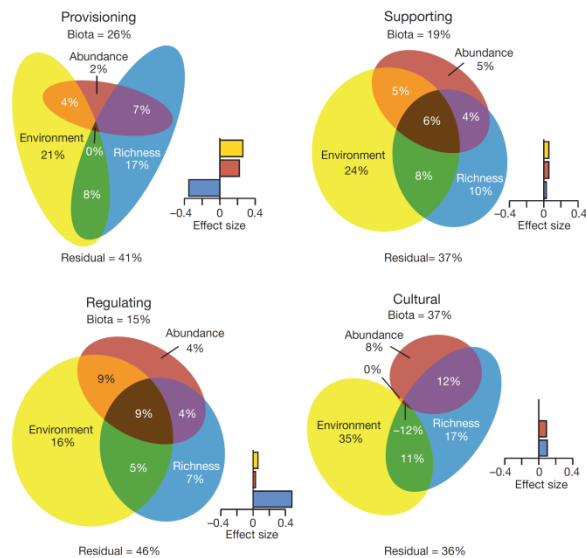 Provisioning
Biota = 26%
Abundance
2%
4%
7%
Environment
21%
0%
Richness
17%
8%
−0.4 0 0.4
Effect size
Residual = 41%
Supporting
Biota = 19%
Abundance
5%
5%
4%
6%
Environment
24%
8%
Richness
10%
−0.4 0 0.4
Effect size
Residual= 37%
Regulating
Biota = 15%
Abundance
4%
9%
9%
4%
Environment
16%
5%
Richness
7%
−0.4 0 0.4
Effect size
Residual = 46%
Cultural
Biota = 37%
Abundance
8%
0%
12%
Environment
35%
−12%
Richness
17%
11%
−0.4 0 0.4
Effect size
Residual = 36%